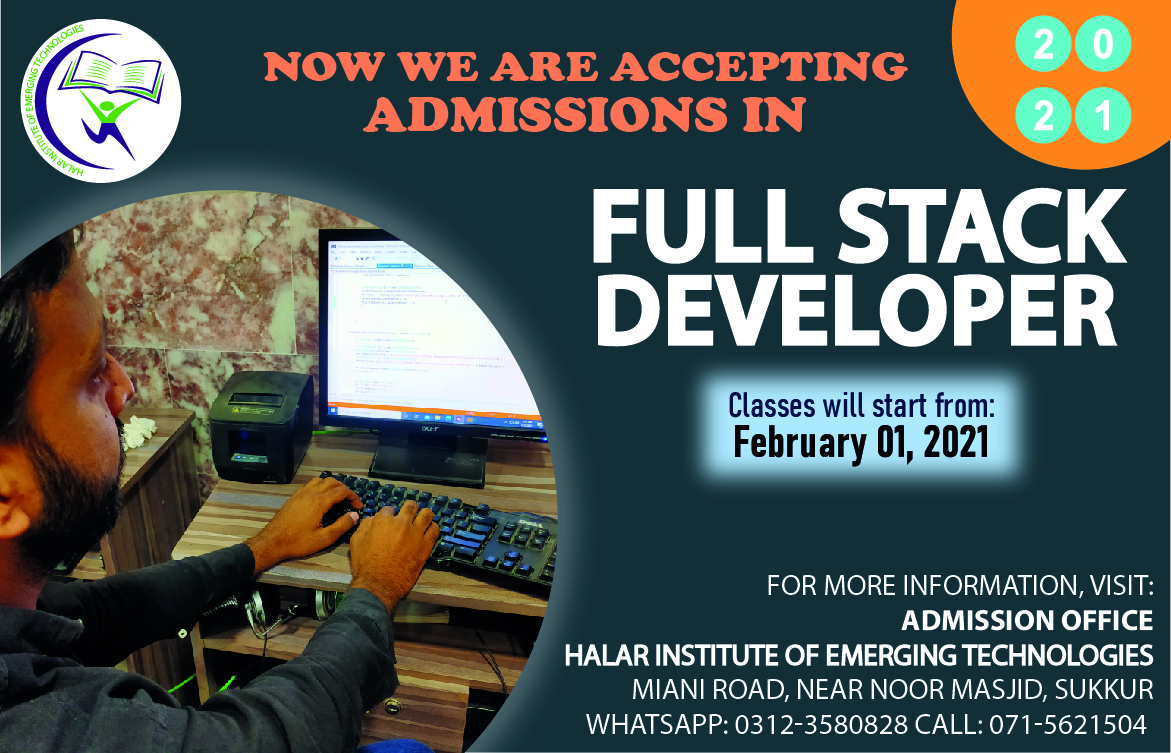 HALAR INSTITUTE OF EMERGING TECHNOLOGIES
NOW WE ARE ACCEPTING
ADMISSIONS IN
2 0
2 1
FULL STACK
DEVELOPER
Classes will start from:
February 01, 2021
acer
DELL
FOR MORE INFORMATION, VISIT:
ADMISSION OFFICE
HALAR INSTITUTE OF EMERGING TECHNOLOGIES
MIANI ROAD, NEAR NOOR MASJID, SUKKUR
WHATSAPP: 0312-3580828 CALL: 071-5621504